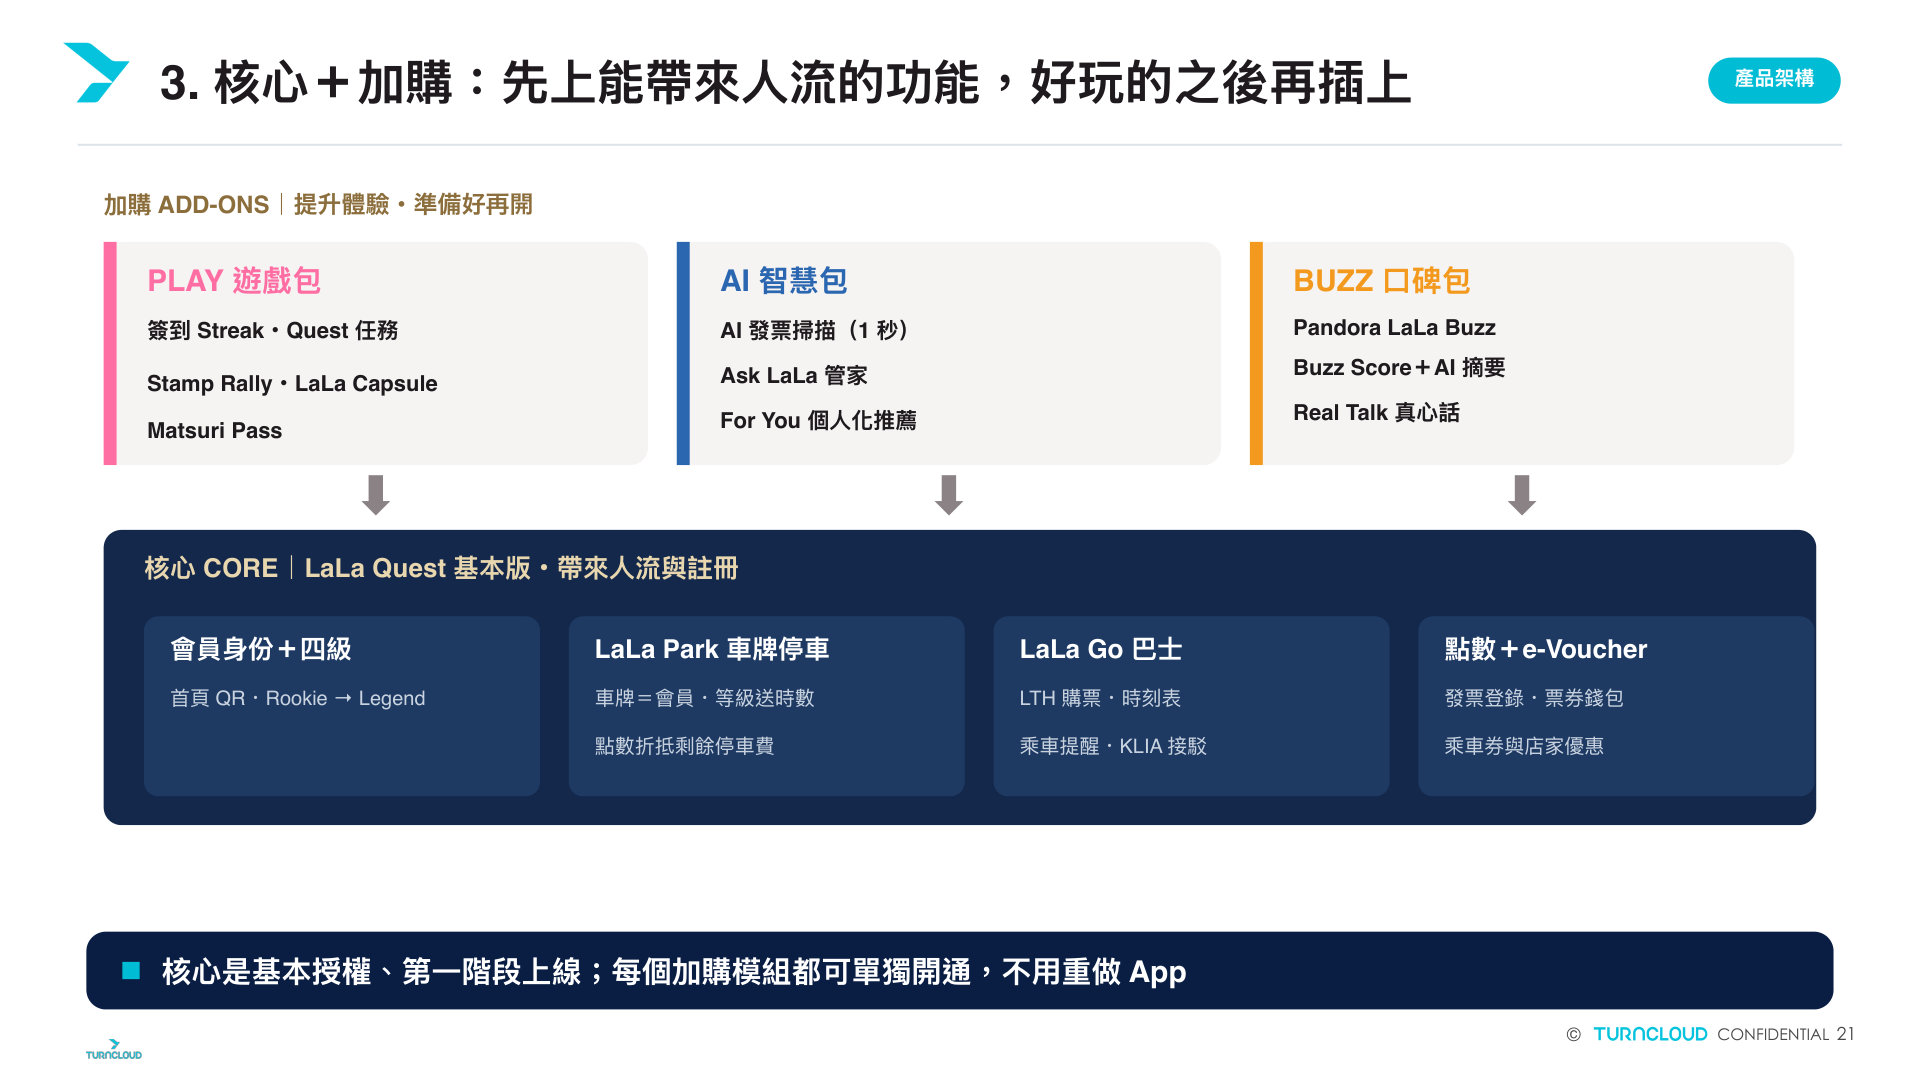 3. 核心＋加購：先上能帶來人流的功能，好玩的之後再插上
產品架構
加購 ADD-ONS｜提升體驗・準備好再開
PLAY 遊戲包
簽到 Streak・Quest 任務
Stamp Rally・LaLa Capsule
Matsuri Pass
AI 智慧包
AI 發票掃描（1 秒）
Ask LaLa 管家
For You 個人化推薦
BUZZ 口碑包
Pandora LaLa Buzz
Buzz Score＋AI 摘要
Real Talk 真心話
核心 CORE｜LaLa Quest 基本版・帶來人流與註冊
會員身份＋四級
首頁 QR・Rookie → Legend
LaLa Park 車牌停車
車牌＝會員・等級送時數
點數折抵剩餘停車費
LaLa Go 巴士
LTH 購票・時刻表
乘車提醒・KLIA 接駁
點數＋e-Voucher
發票登錄・票券錢包
乘車券與店家優惠
核心是基本授權、第一階段上線；每個加購模組都可單獨開通，不用重做 App
TURNCLOUD
© TURNCLOUD CONFIDENTIAL 21